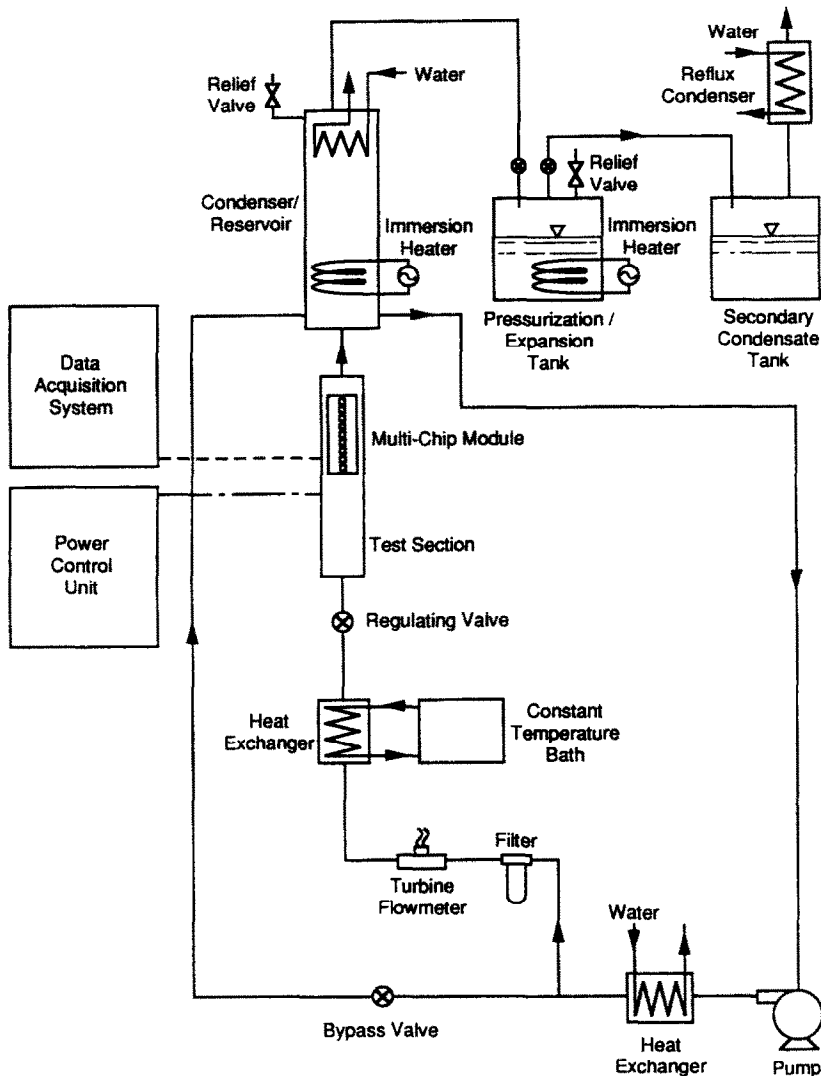 Water
Reflux
Condenser
Relief
Valve
Water
Relief
Valve
Condenser/
Reservoir
Immersion
Heater
Immersion
Heater
Pressurization /
Expansion
Tank
Secondary
Condensate
Tank
Data
Acquisition
System
Multi-Chip Module
Power
Control
Unit
Test Section
Regulating Valve
Heat
Exchanger
Constant
Temperature
Bath
Filter
Turbine
Flowmeter
Water
Bypass Valve
Heat
Exchanger
Pump